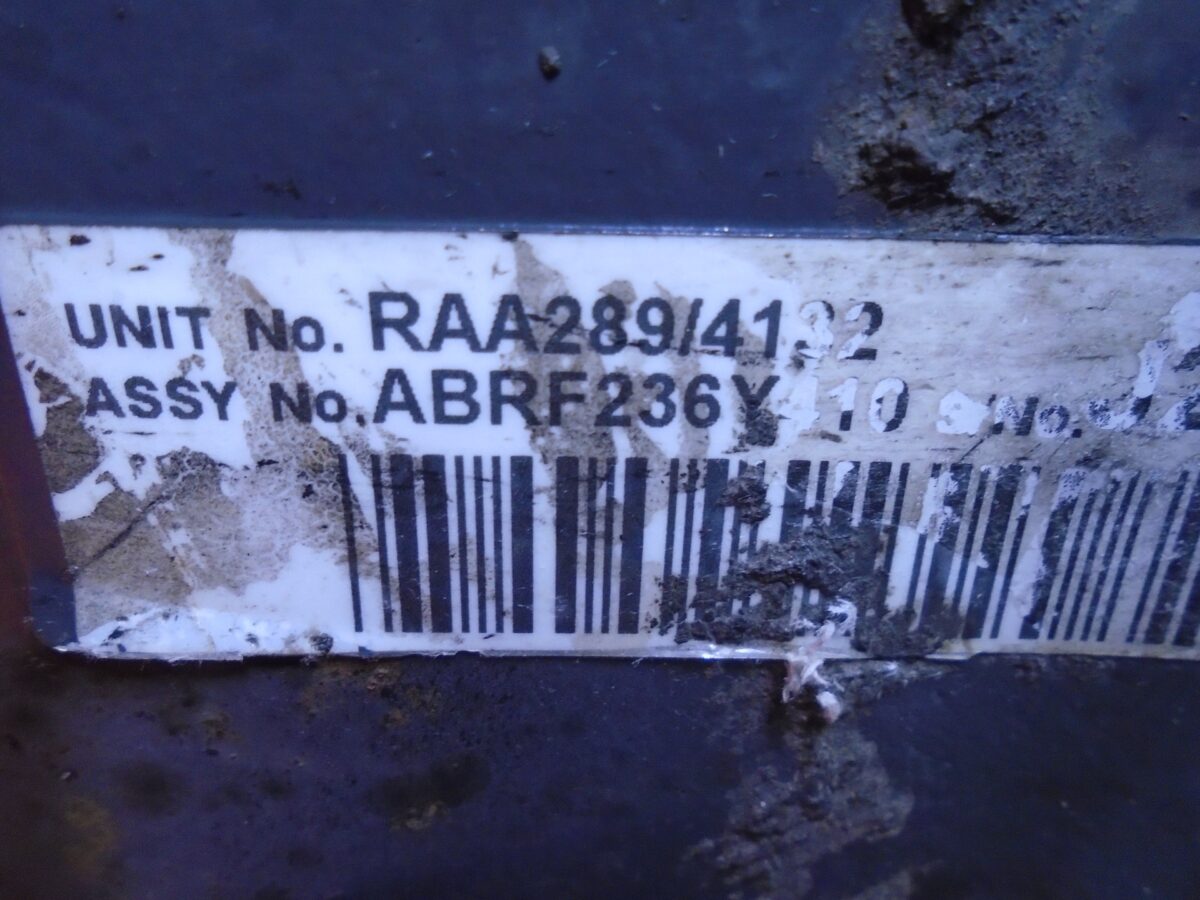 UNIT No. RAA289/4132
ASSY No. ABRF236Y410 S/No.